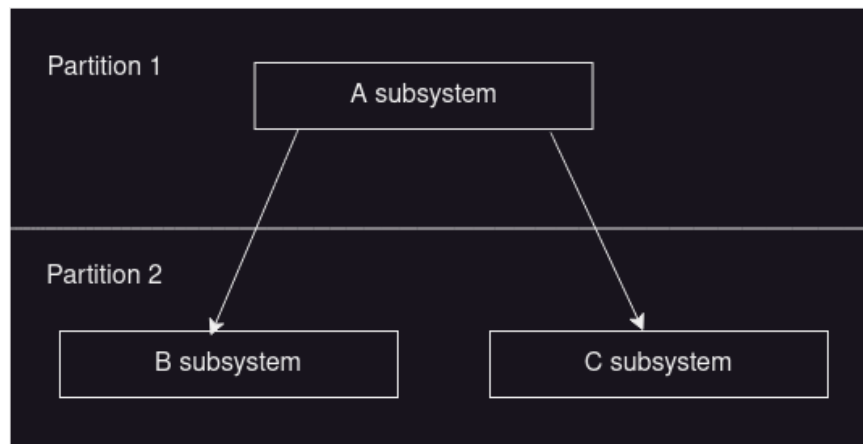 Partition 1
A subsystem
Partition 2
B subsystem
C subsystem